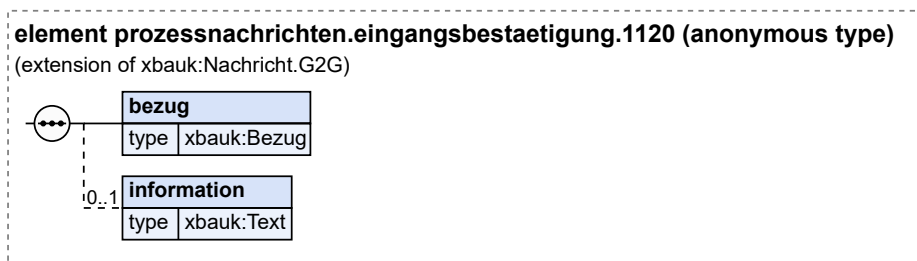 element prozessnachrichten.eingangsbestaetigung.1120 (anonymous type)
(extension of xbauk:Nachricht.G2G)
bezug
type xbauk:Bezug
0..1
information
type xbauk:Text